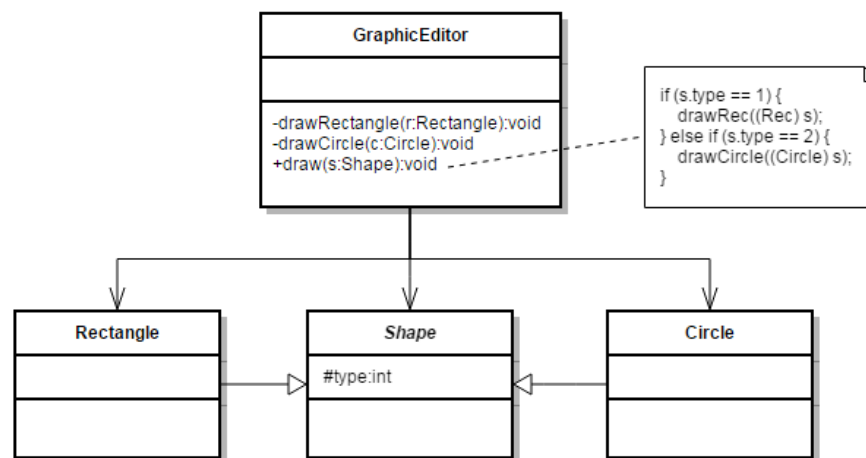 GraphicEditor
-drawRectangle(r:Rectangle):void
-drawCircle(c:Circle):void
+draw(s:Shape):void
if (s.type == 1) {
drawRec((Rec) s);
} else if (s.type == 2) {
drawCircle((Circle) s);
}
Rectangle
Shape
#type:int
Circle